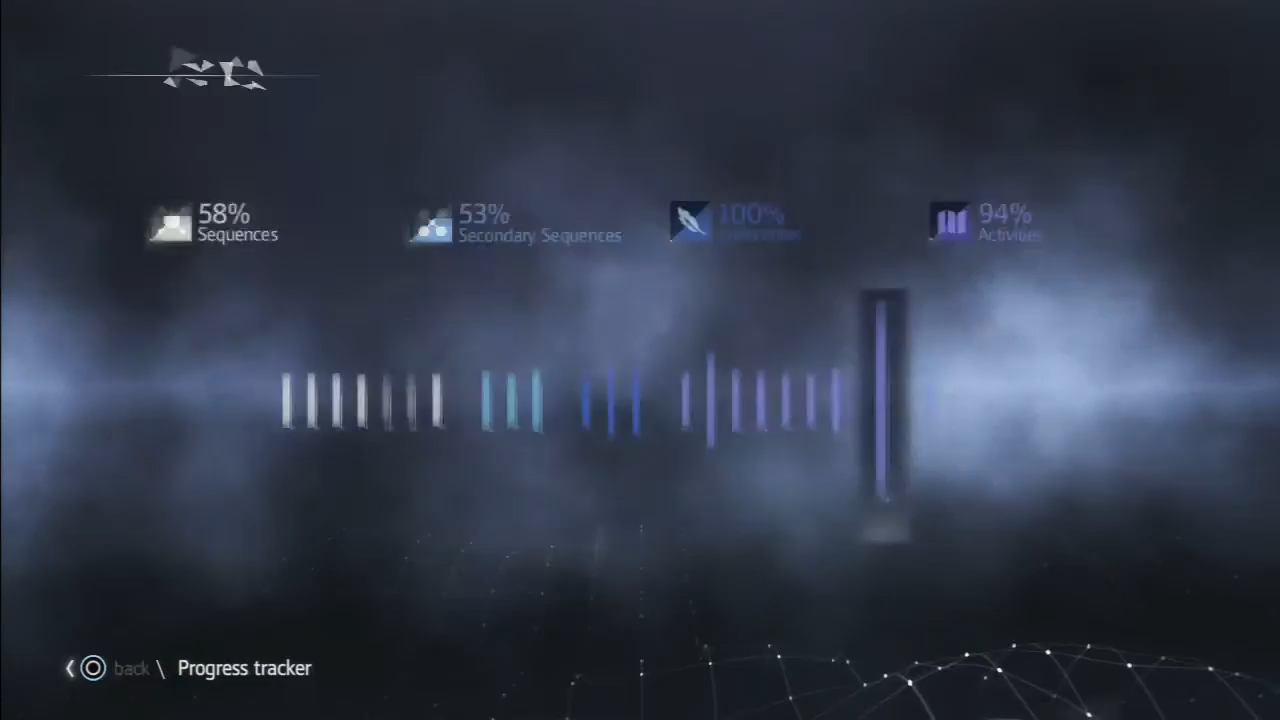 58%
Sequences
53%
Secondary Sequences
100%
94%
Activities
back \ Progress tracker